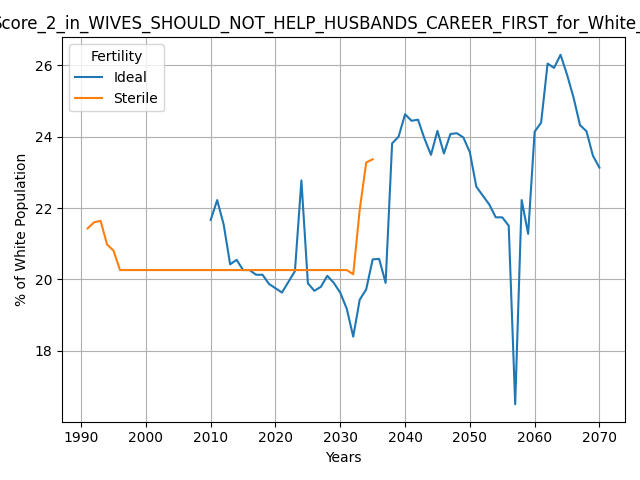 Score_2_in_WIVES_SHOULD_NOT_HELP_HUSBANDS_CAREER_FIRST_for_White_
Fertility
Ideal
Sterile
% of White Population
26
24
22
20
18
1990 2000 2010 2020 2030 2040 2050 2060 2070
Years